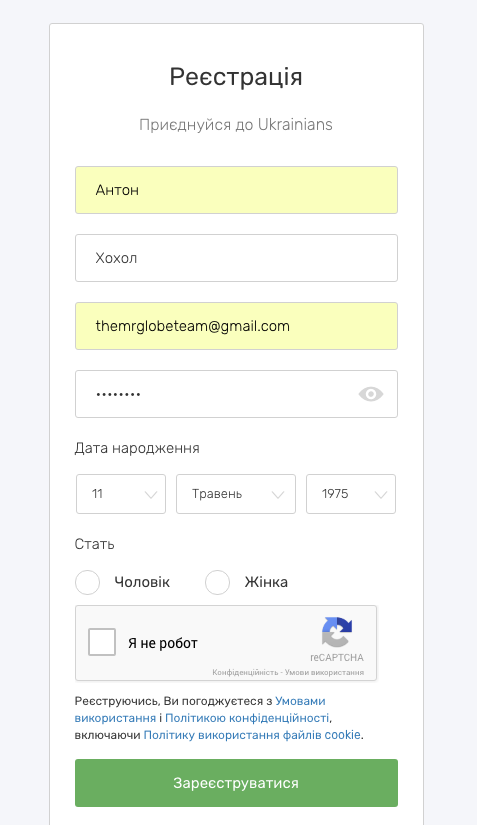 Реєстрація
Приєднуйся до Ukrainians
Антон
Хохол
themrglobeteam@gmail.com
••••••••
Дата народження
11 Травень 1975
Стать
Чоловік Жінка
Я не робот
reCAPTCHA
Конфіденційність - Умови використання
Реєструючись, Ви погоджуєтеся з Умовами
використання і Політикою конфіденційності,
включаючи Політику використання файлів cookie.
Зареєструватися